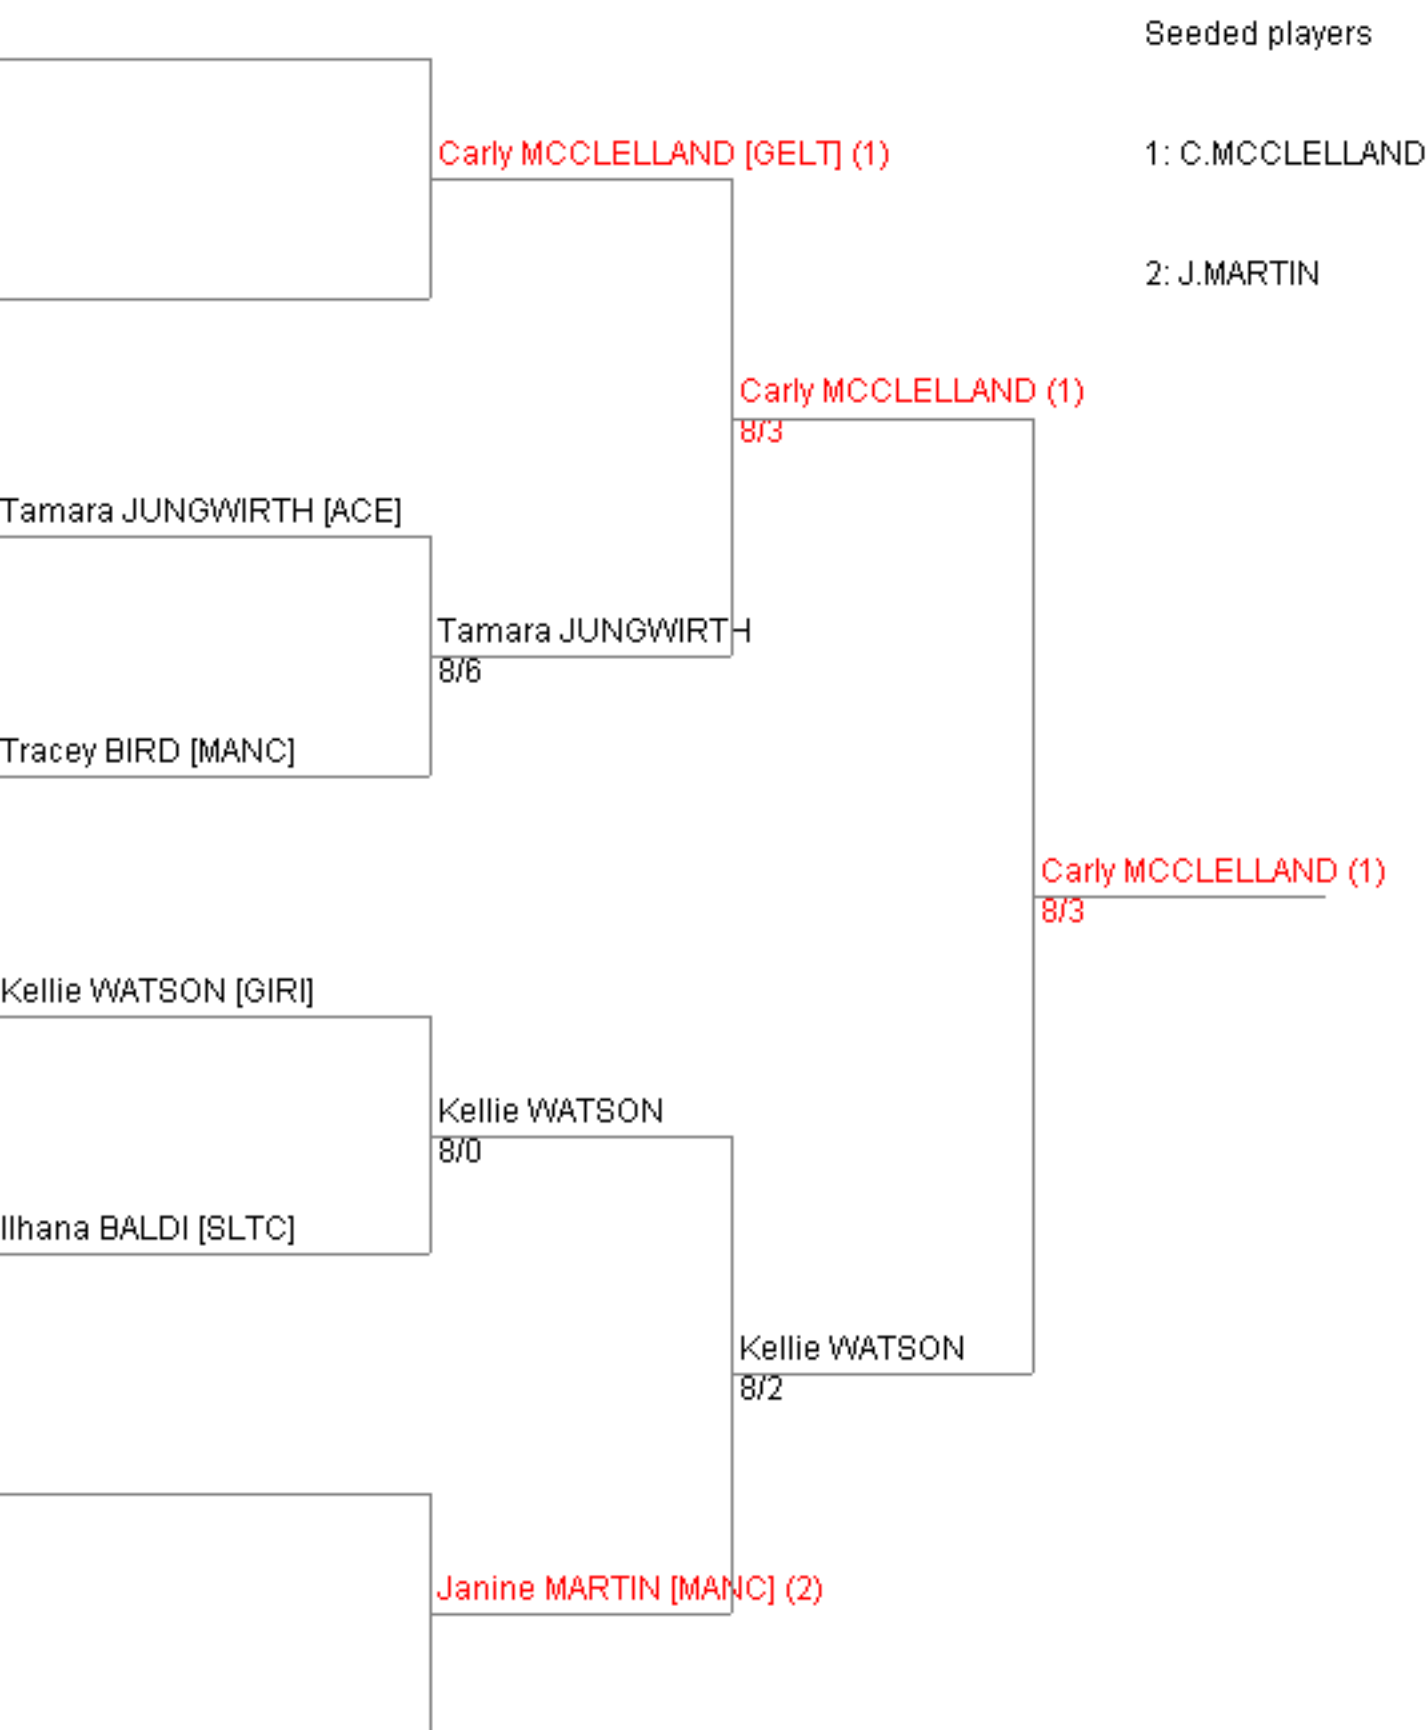 Seeded players
Carly MCCLELLAND [GELT] (1)
1: C.MCCLELLAND
2: J.MARTIN
Carly MCCLELLAND (1)
8/3
Tamara JUNGWIRTH [ACE]
Tamara JUNGWIRTH
8/6
Tracey BIRD [MANC]
Carly MCCLELLAND (1)
8/3
Kellie WATSON [GIRI]
Kellie WATSON
8/0
Ilhana BALDI [SLTC]
Kellie WATSON
8/2
Janine MARTIN [MANC] (2)